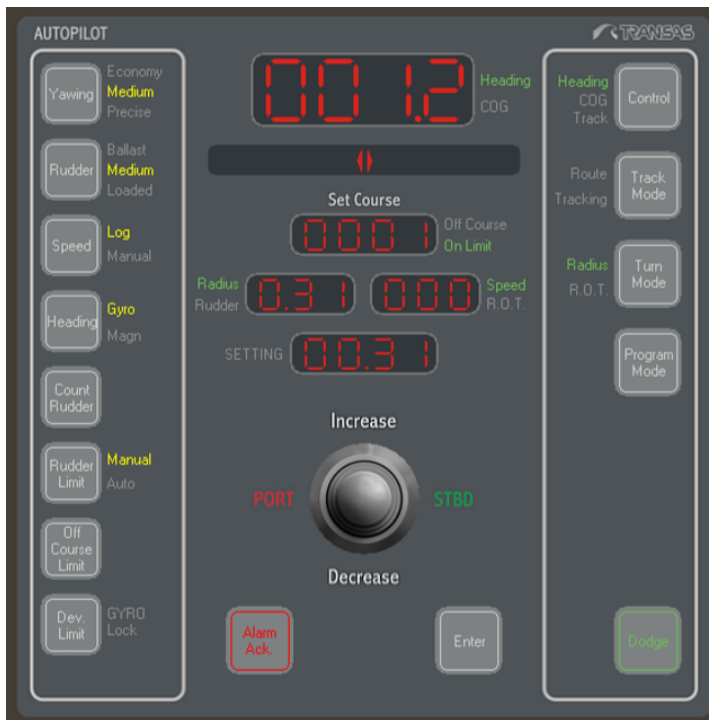 AUTOPILOT
TRANSAS
Yawing
Economy
Medium
Precise
Rudder
Ballast
Medium
Loaded
Speed
Log
Manual
Heading
Gyro
Magn
Count
Rudder
Rudder
Limit
Manual
Auto
Off
Course
Limit
Dev.
Limit
GYRO
Lock
001.2
Heading
COG
Set Course
0001
Off Course
On Limit
Radius
Rudder
0.31
000
Speed
R.O.T.
SETTING
00.31
Increase
PORT
STBD
Decrease
Alarm
Ack.
Enter
Heading
COG
Track
Control
Route
Tracking
Track
Mode
Radius
R.O.T.
Turn
Mode
Program
Mode
Dodge